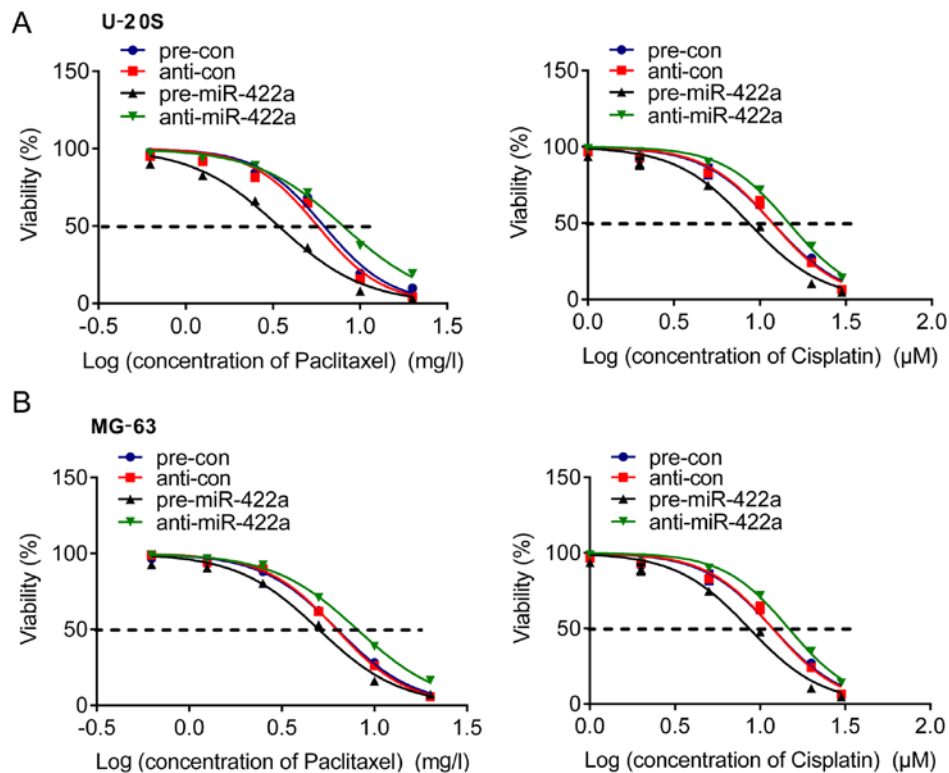 A
U-20S
pre-con
anti-con
pre-miR-422a
anti-miR-422a
150
100
50
0
Viability (%)
-0.5
0.0
0.5
1.0
1.5
Log (concentration of Paclitaxel) (mg/l)
pre-con
anti-con
pre-miR-422a
anti-miR-422a
150
100
50
0
Viability (%)
0.0
0.5
1.0
1.5
2.0
Log (concentration of Cisplatin) (µM)
B
MG-63
pre-con
anti-con
pre-miR-422a
anti-miR-422a
150
100
50
0
Viability (%)
-0.5
0.0
0.5
1.0
1.5
Log (concentration of Paclitaxel) (mg/l)
pre-con
anti-con
pre-miR-422a
anti-miR-422a
150
100
50
0
Viability (%)
0.0
0.5
1.0
1.5
2.0
Log (concentration of Cisplatin) (µM)